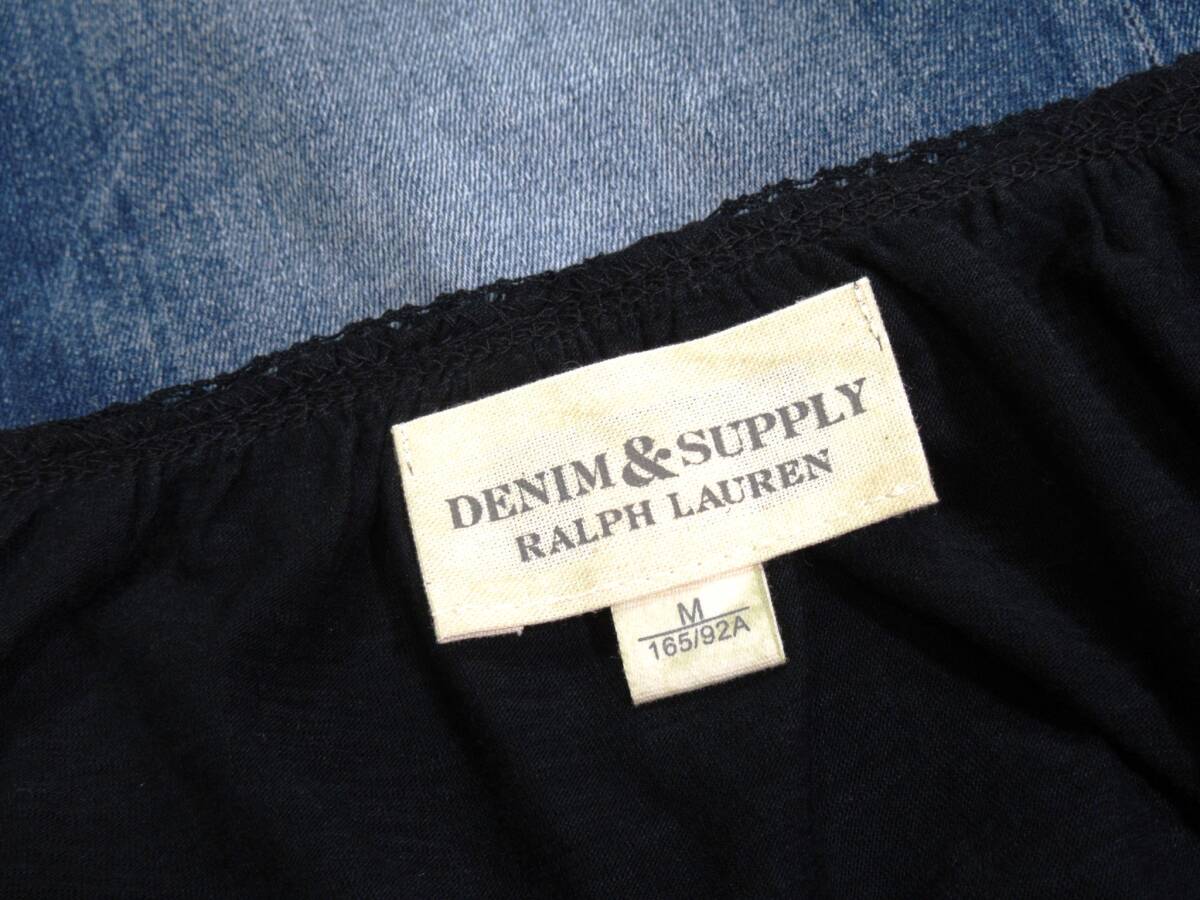 DENIM & SUPPLY
RALPH LAUREN
M
165/92A